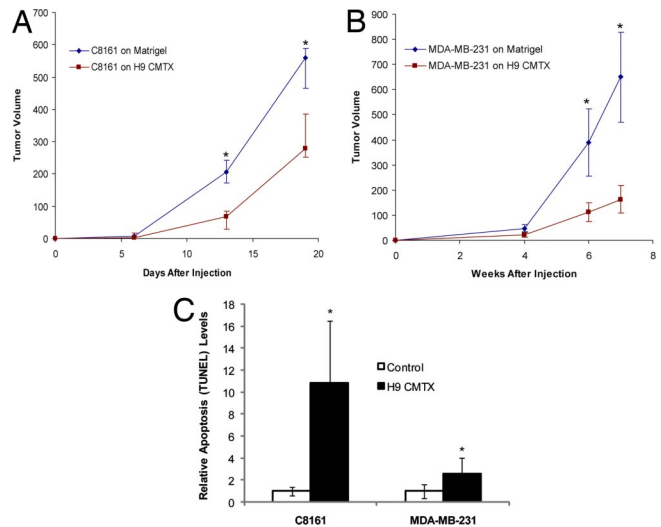 A
C8161 on Matrigel
C8161 on H9 CMTX
Tumor Volume
700
600
500
400
300
200
100
0
0 5 10 15 20
Days After Injection
*
*
B
MDA-MB-231 on Matrigel
MDA-MB-231 on H9 CMTX
Tumor Volume
900
800
700
600
500
400
300
200
100
0
0 2 4 6 8
Weeks After Injection
*
*
C
Relative Apoptosis (TUNEL) Levels
18
16
14
12
10
8
6
4
2
0
*
*
Control
H9 CMTX
C8161 MDA-MB-231